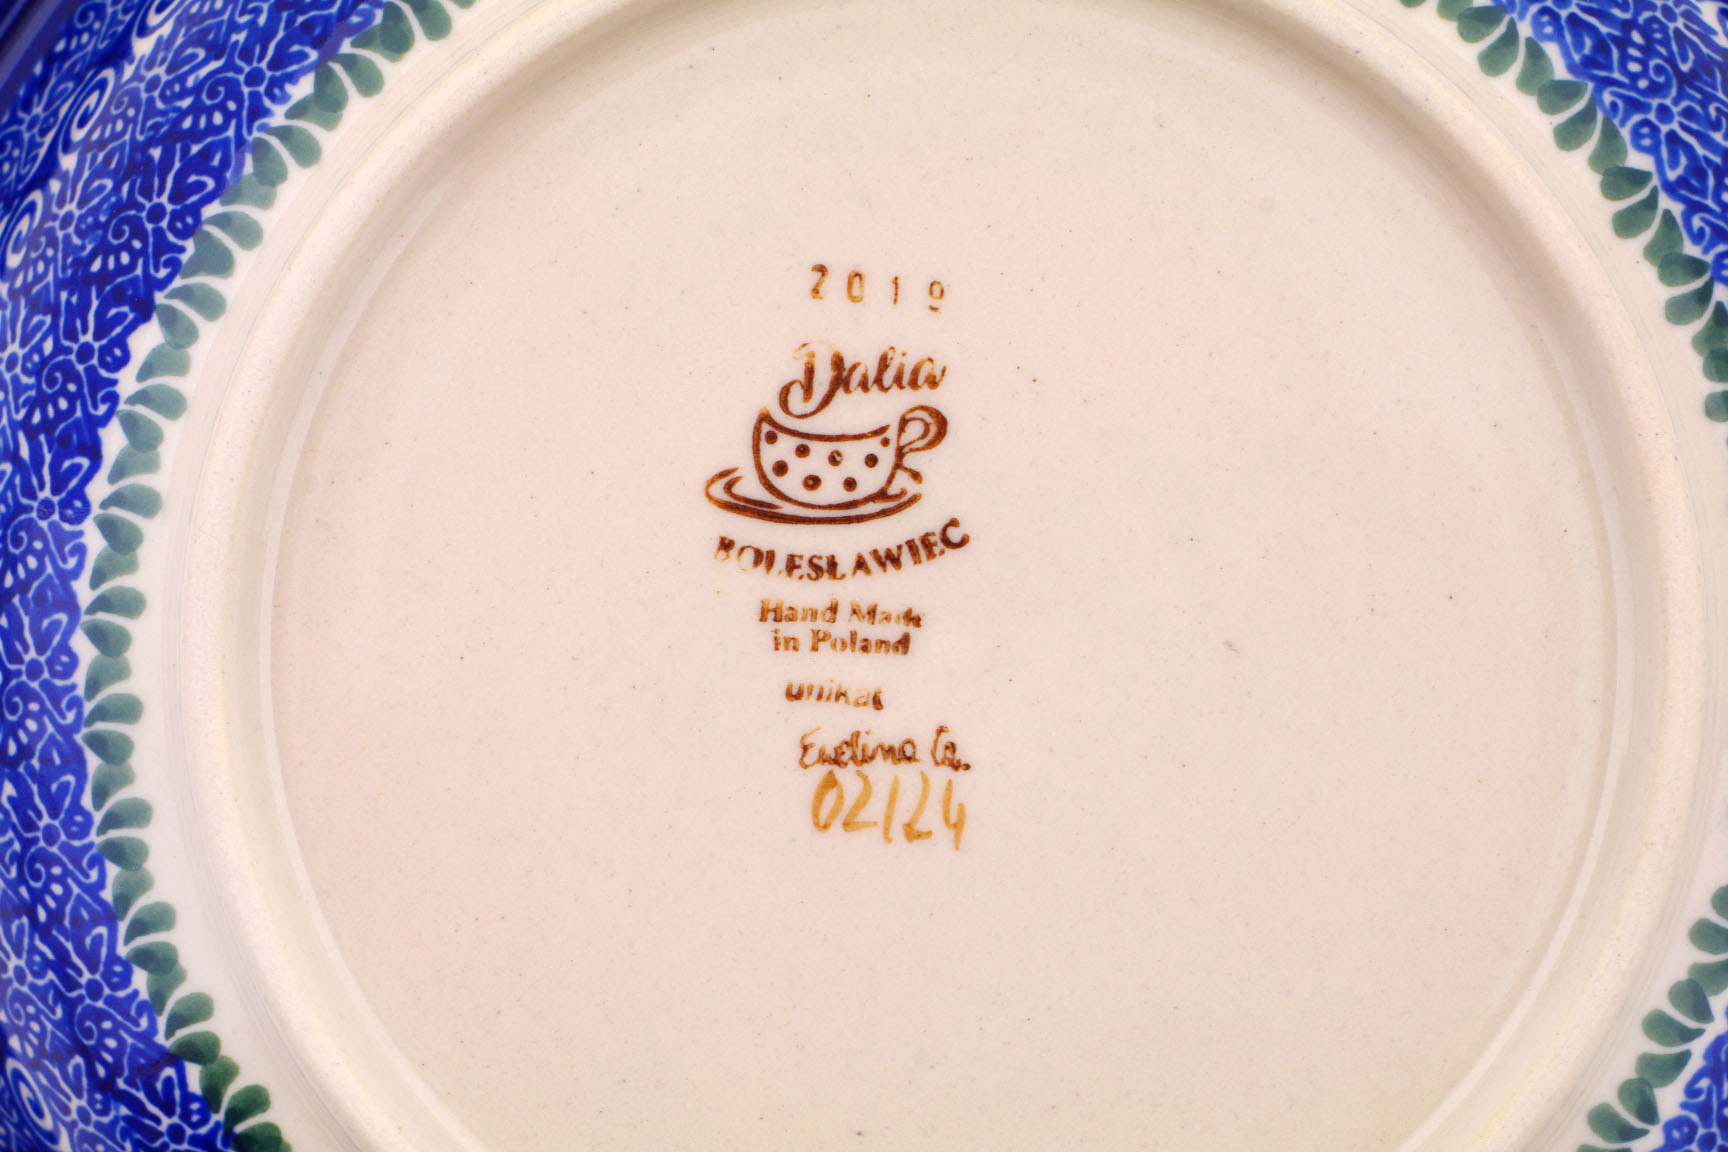 2019
Dalia
BOLESŁAWIEC
Hand Made
in Poland
unikat
Ewelina Ca.
02/24